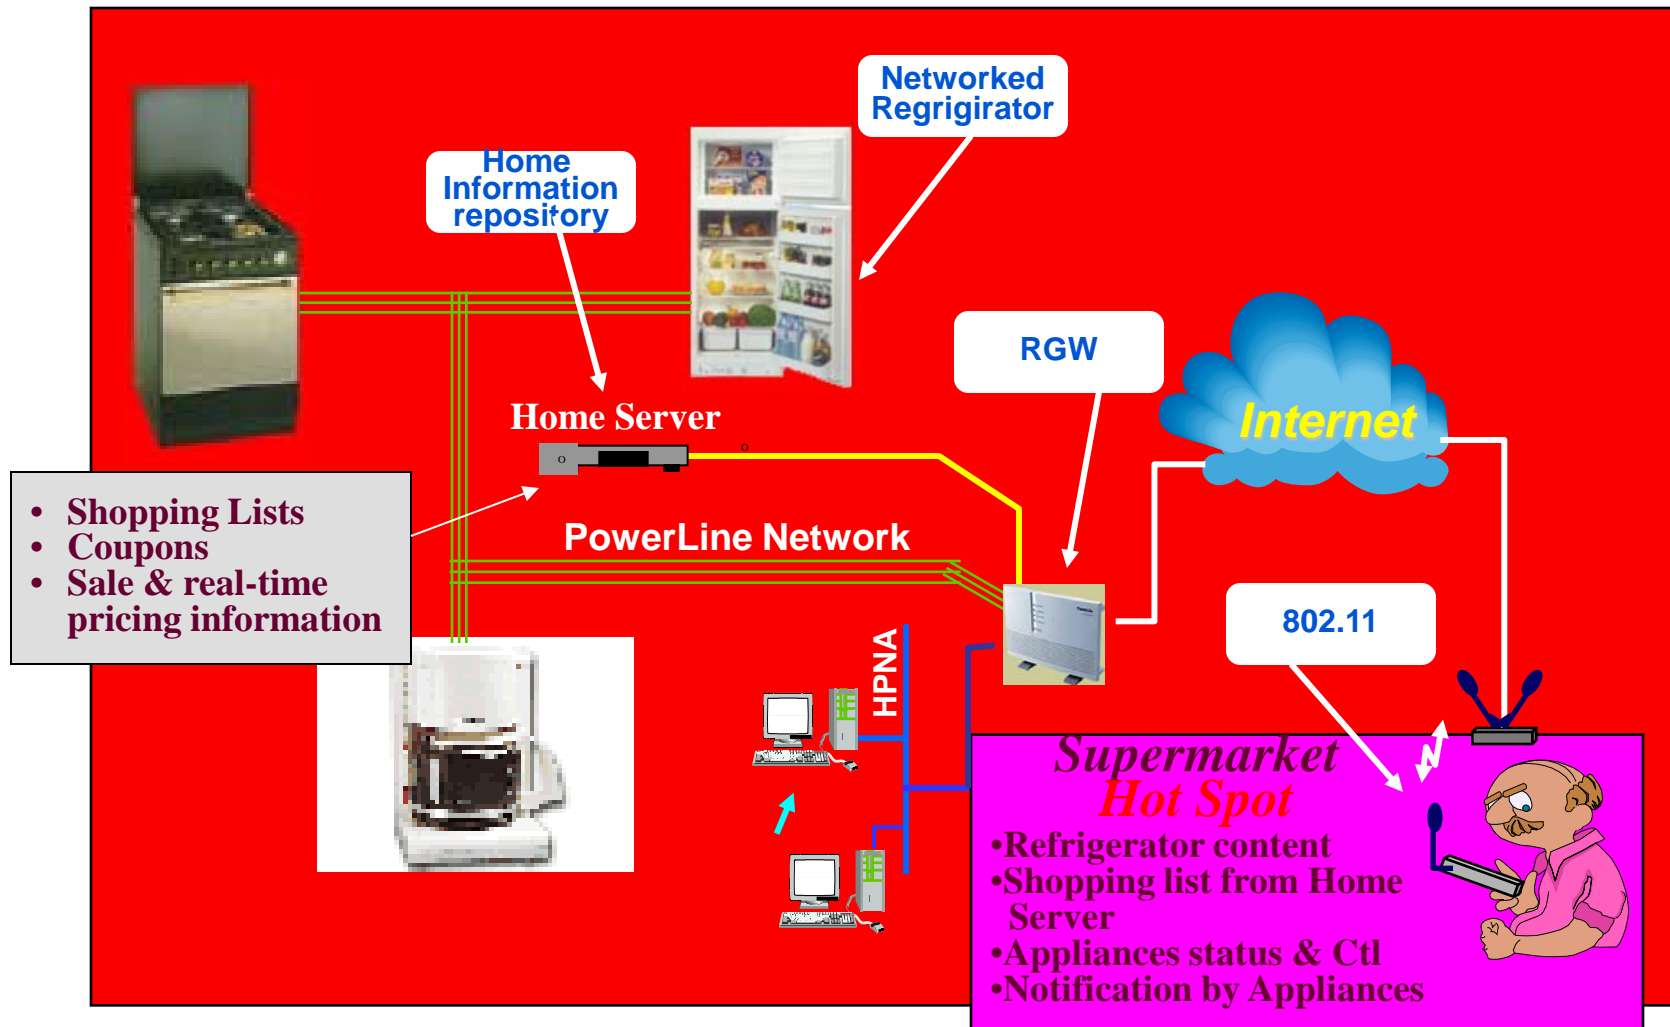 Networked
Regrigirator
Home
Information
repository
RGW
Internet
Home Server
• Shopping Lists
• Coupons
• Sale & real-time
pricing information
PowerLine Network
802.11
HPNA
Supermarket
Hot Spot
•Refrigerator content
•Shopping list from Home
Server
•Appliances status & Ctl
•Notification by Appliances